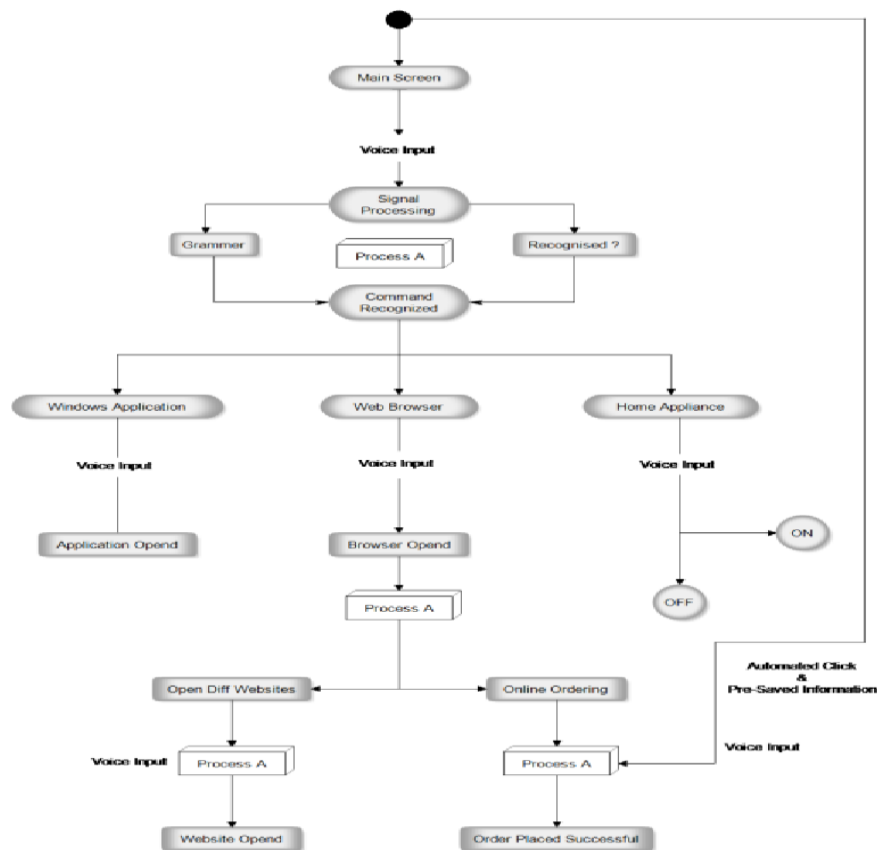 Main Screen
Voice Input
Signal
Processing
Grammer
Process A
Recognised ?
Command
Recognized
Windows Application
Web Browser
Home Appliance
Voice Input
Voice Input
Voice Input
Application Opend
Browser Opend
ON
OFF
Process A
Automated Click
&
Pre-Saved Information
Open Diff Websites
Online Ordering
Voice Input
Voice Input
Process A
Process A
Website Opend
Order Placed Successful